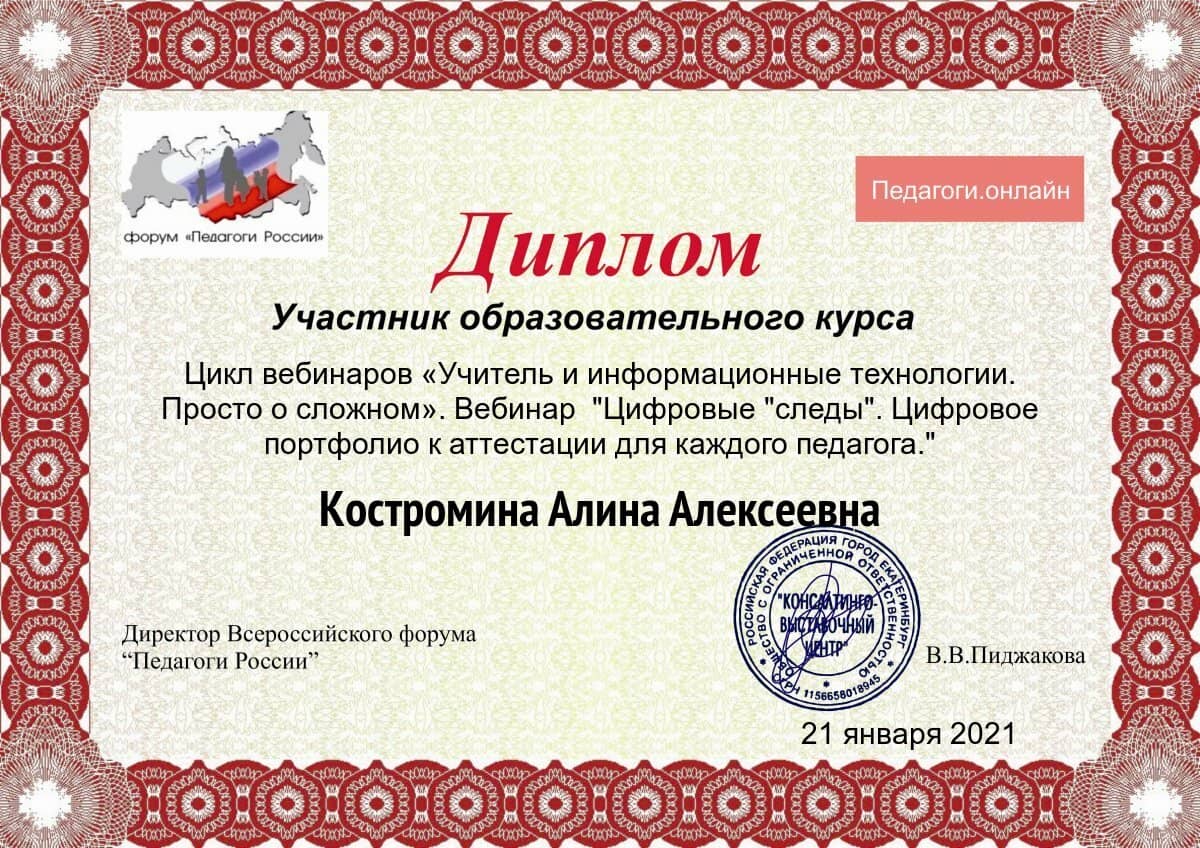 форум «Педагоги России»
Педагоги.онлайн
Диплом
Участник образовательного курса
Цикл вебинаров «Учитель и информационные технологии.
Просто о сложном». Вебинар "Цифровые "следы". Цифровое
портфолио к аттестации для каждого педагога."
Костромина Алина Алексеевна
РОССИЙСКАЯ ФЕДЕРАЦИЯ ГОРОД ЕКАТЕРИНБУРГ
ОБЩЕСТВО С ОГРАНИЧЕННОЙ ОТВЕТСТВЕННОСТЬЮ
"КОНСАЛТИНГО-
ВЫСТАВОЧНЫЙ
ЦЕНТР"
* ОГРН 1156658018945 *
Директор Всероссийского форума
“Педагоги России”
В.В.Пиджакова
21 января 2021